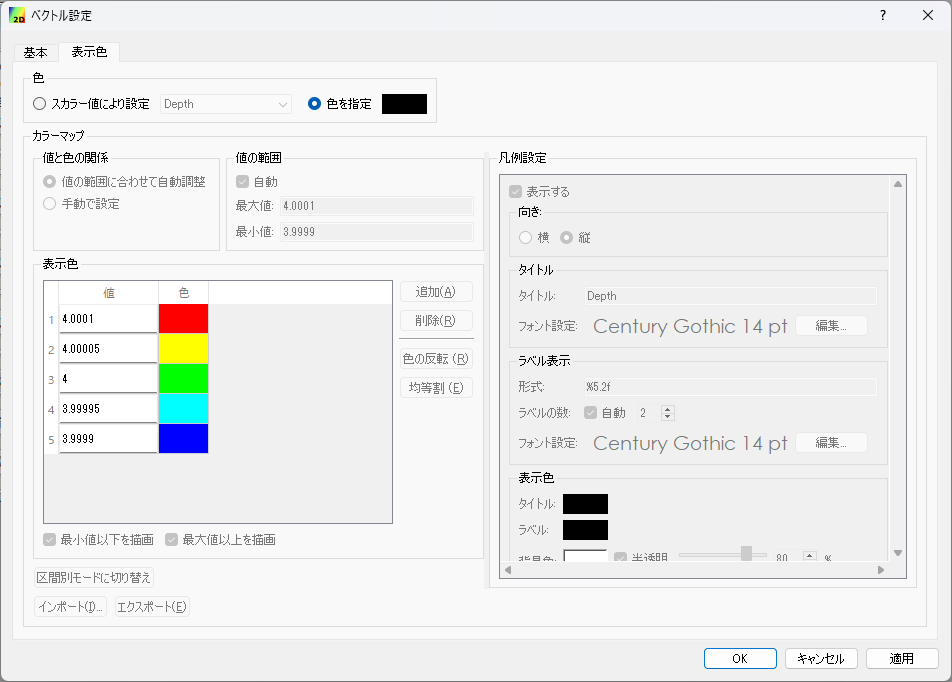 2D ベクトル設定 ?
基本 表示色
色
スカラー値により設定 Depth 色を指定
カラーマップ
値と色の関係
値の範囲に合わせて自動調整
手動で設定
値の範囲
自動
最大値: 4.0001
最小値: 3.9999
表示色
値 色
1 4.0001
2 4.00005
3 4
4 3.99995
5 3.9999
追加(A)
削除(R)
色の反転 (R)
均等割 (E)
最小値以下を描画 最大値以上を描画
区間別モードに切り替え
インポート(I)... エクスポート(E)
凡例設定
表示する
向き:
横 縦
タイトル
タイトル: Depth
フォント設定: Century Gothic 14 pt 編集...
ラベル表示
形式: %5.2f
ラベルの数: 自動 2
フォント設定: Century Gothic 14 pt 編集...
表示色
タイトル:
ラベル:
背景色: 半透明 80 %
OK キャンセル 適用